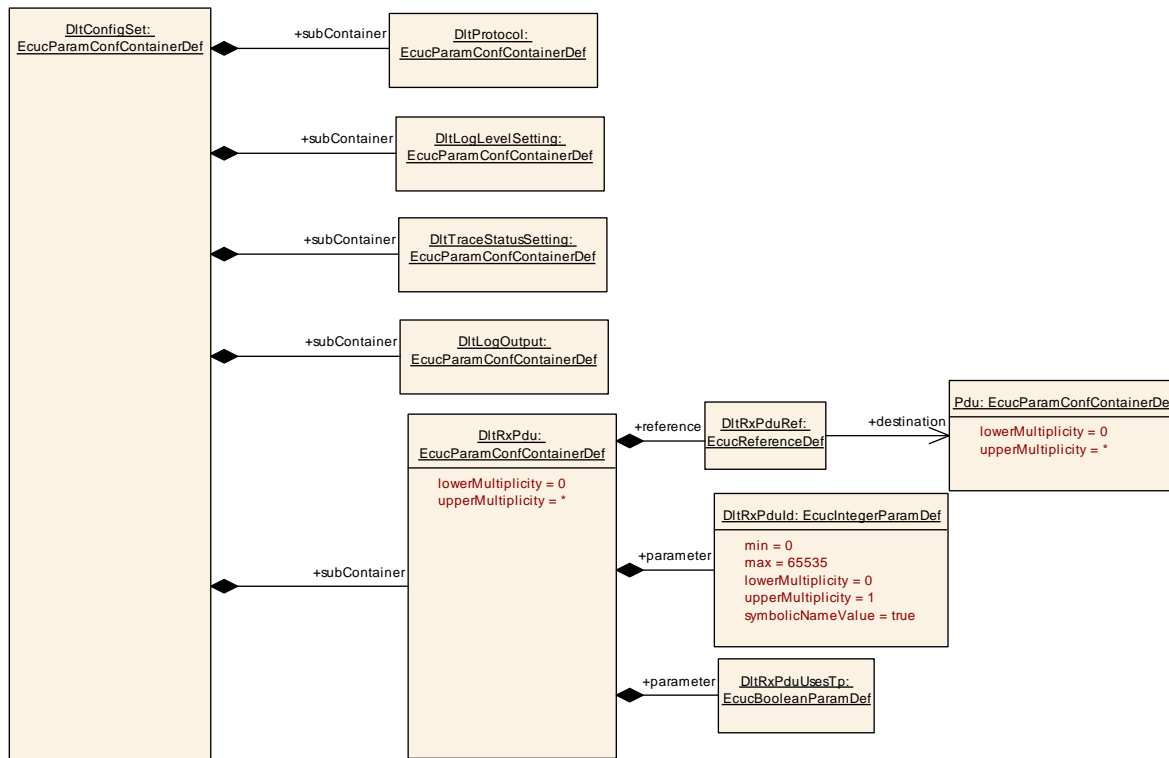 DltConfigSet:
EcucParamConfContainerDef
+subContainer
DltProtocol:
EcucParamConfContainerDef
+subContainer
DltLogLevelSetting:
EcucParamConfContainerDef
+subContainer
DltTraceStatusSetting:
EcucParamConfContainerDef
+subContainer
DltLogOutput:
EcucParamConfContainerDef
+subContainer
DltRxPdu:
EcucParamConfContainerDef
lowerMultiplicity = 0
upperMultiplicity = *
+reference
DltRxPduRef:
EcucReferenceDef
+destination
Pdu: EcucParamConfContainerDe
lowerMultiplicity = 0
upperMultiplicity = *
+parameter
DltRxPduId: EcucIntegerParamDef
min = 0
max = 65535
lowerMultiplicity = 0
upperMultiplicity = 1
symbolicNameValue = true
+parameter
DltRxPduUsesTp:
EcucBooleanParamDef